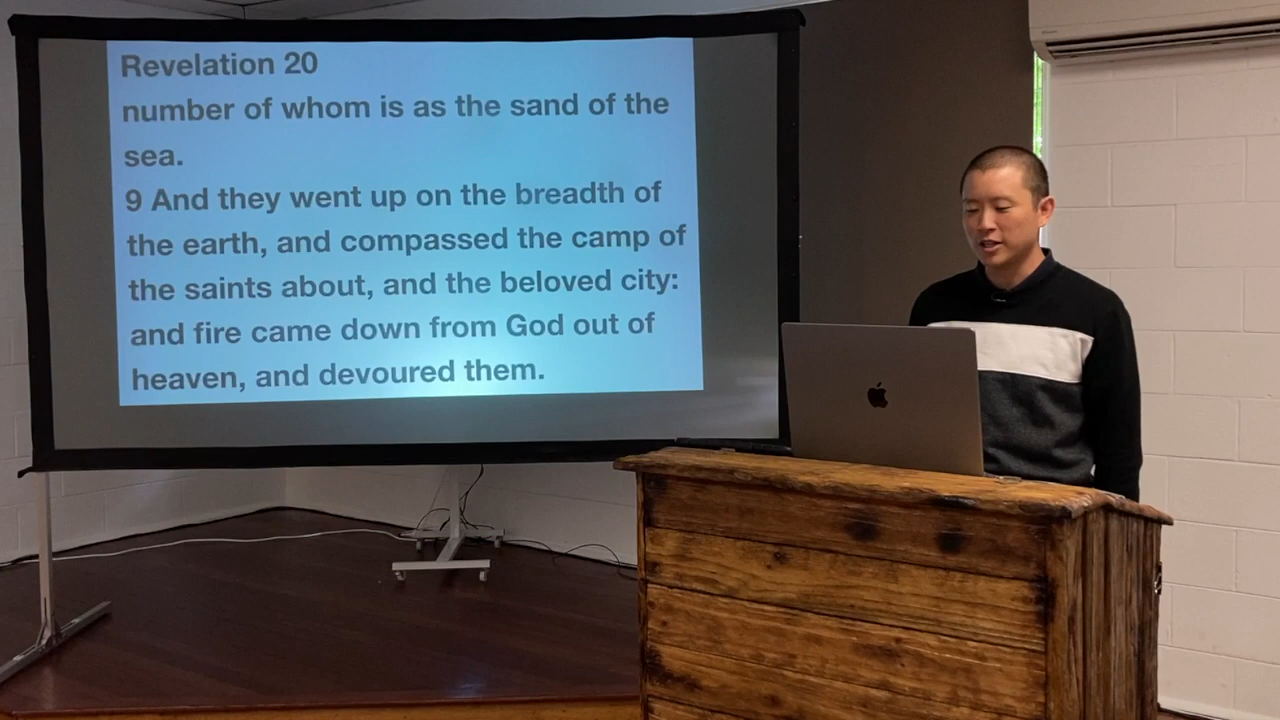 Revelation 20
number of whom is as the sand of the
sea.
9 And they went up on the breadth of
the earth, and compassed the camp of
the saints about, and the beloved city:
and fire came down from God out of
heaven, and devoured them.